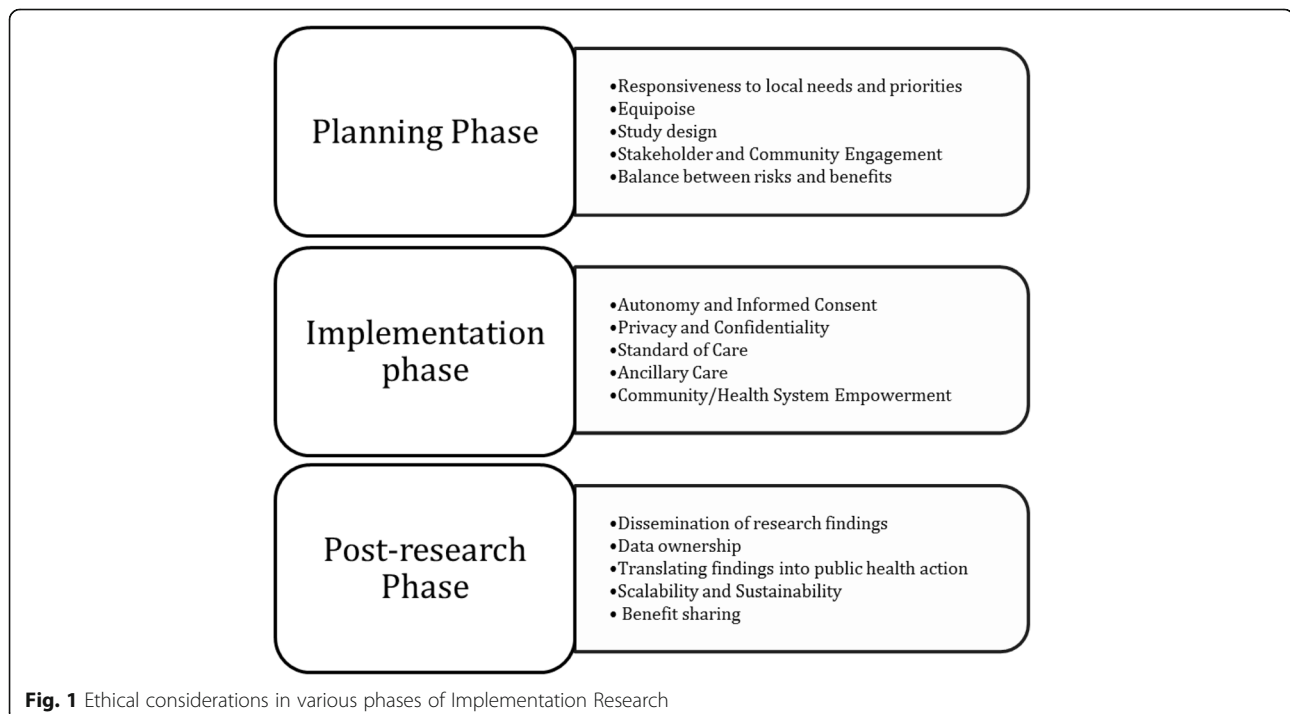 Planning Phase
•Responsiveness to local needs and priorities
•Equipoise
•Study design
•Stakeholder and Community Engagement
•Balance between risks and benefits
Implementation
phase
•Autonomy and Informed Consent
•Privacy and Confidentiality
•Standard of Care
•Ancillary Care
•Community/Health System Empowerment
Post-research
Phase
•Dissemination of research findings
•Data ownership
•Translating findings into public health action
•Scalability and Sustainability
• Benefit sharing
Fig. 1 Ethical considerations in various phases of Implementation Research